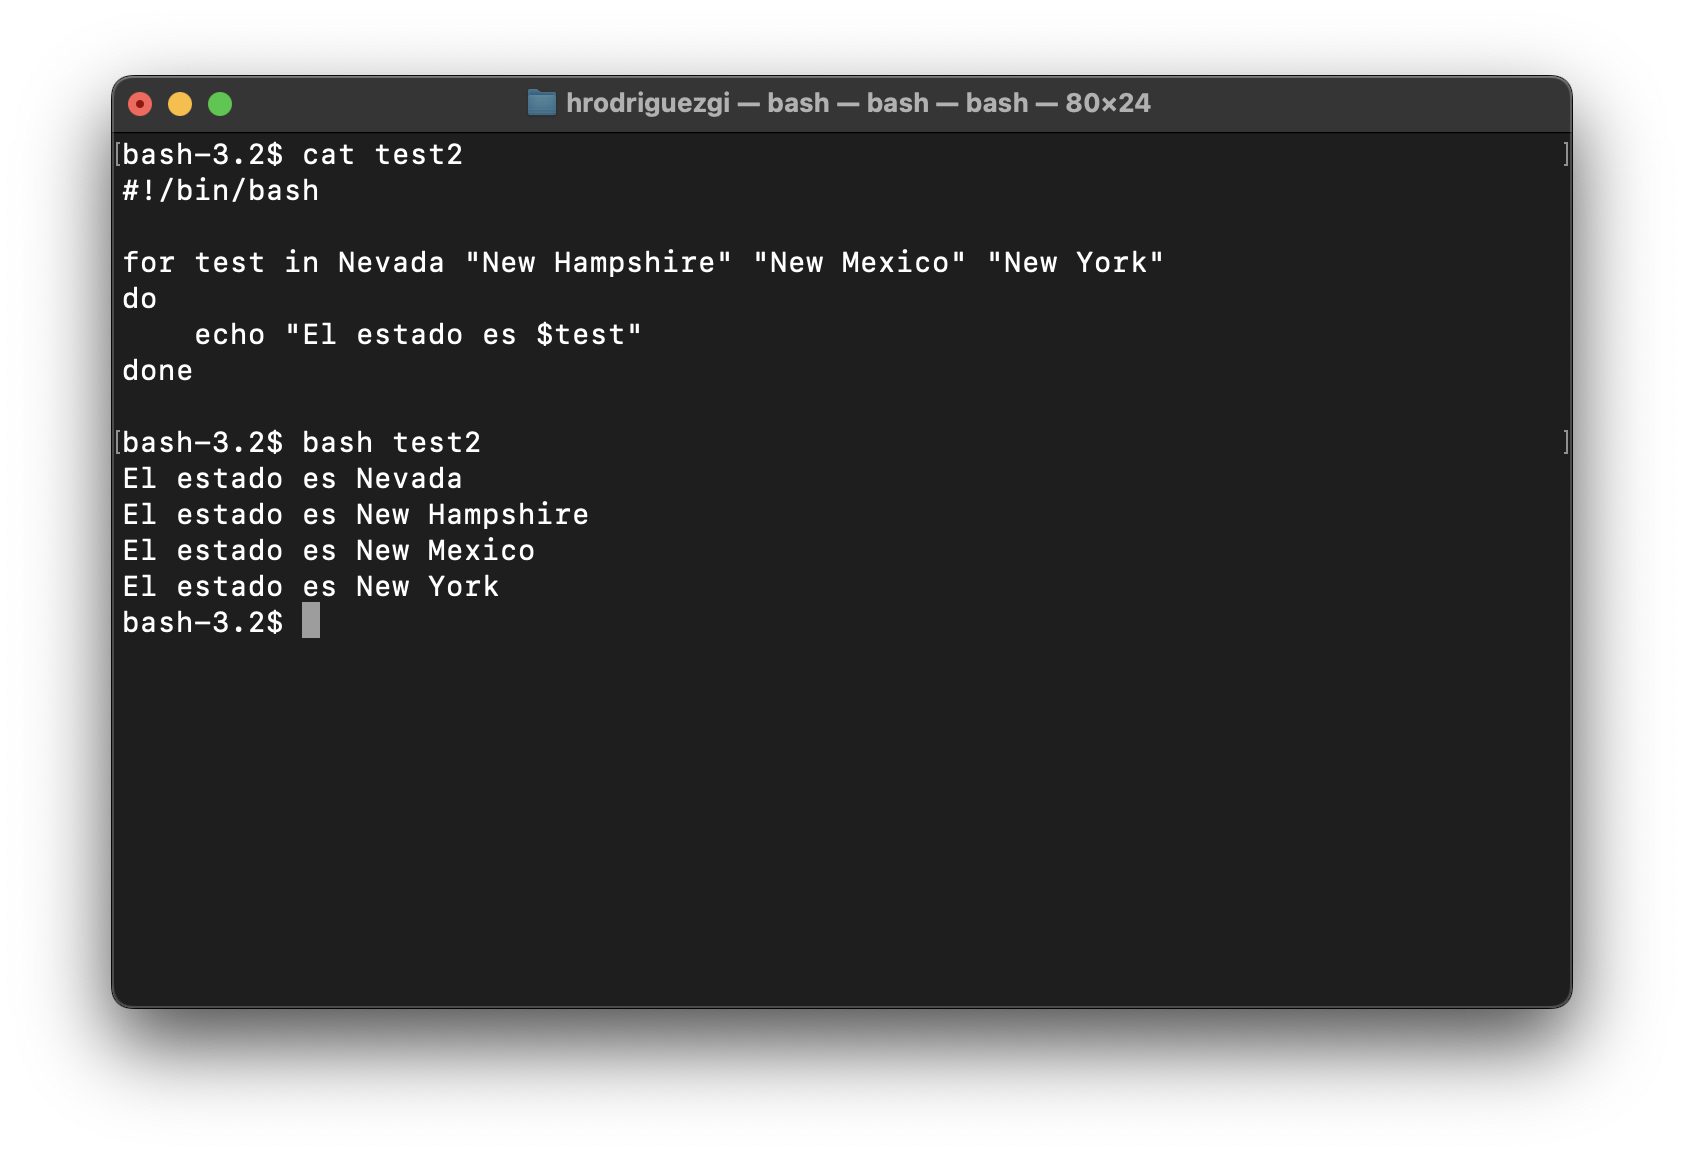 hrodriguezgi — bash — bash — bash — 80×24
[bash-3.2$ cat test2 ]
#!/bin/bash
for test in Nevada "New Hampshire" "New Mexico" "New York"
do
    echo "El estado es $test"
done
[bash-3.2$ bash test2 ]
El estado es Nevada
El estado es New Hampshire
El estado es New Mexico
El estado es New York
bash-3.2$